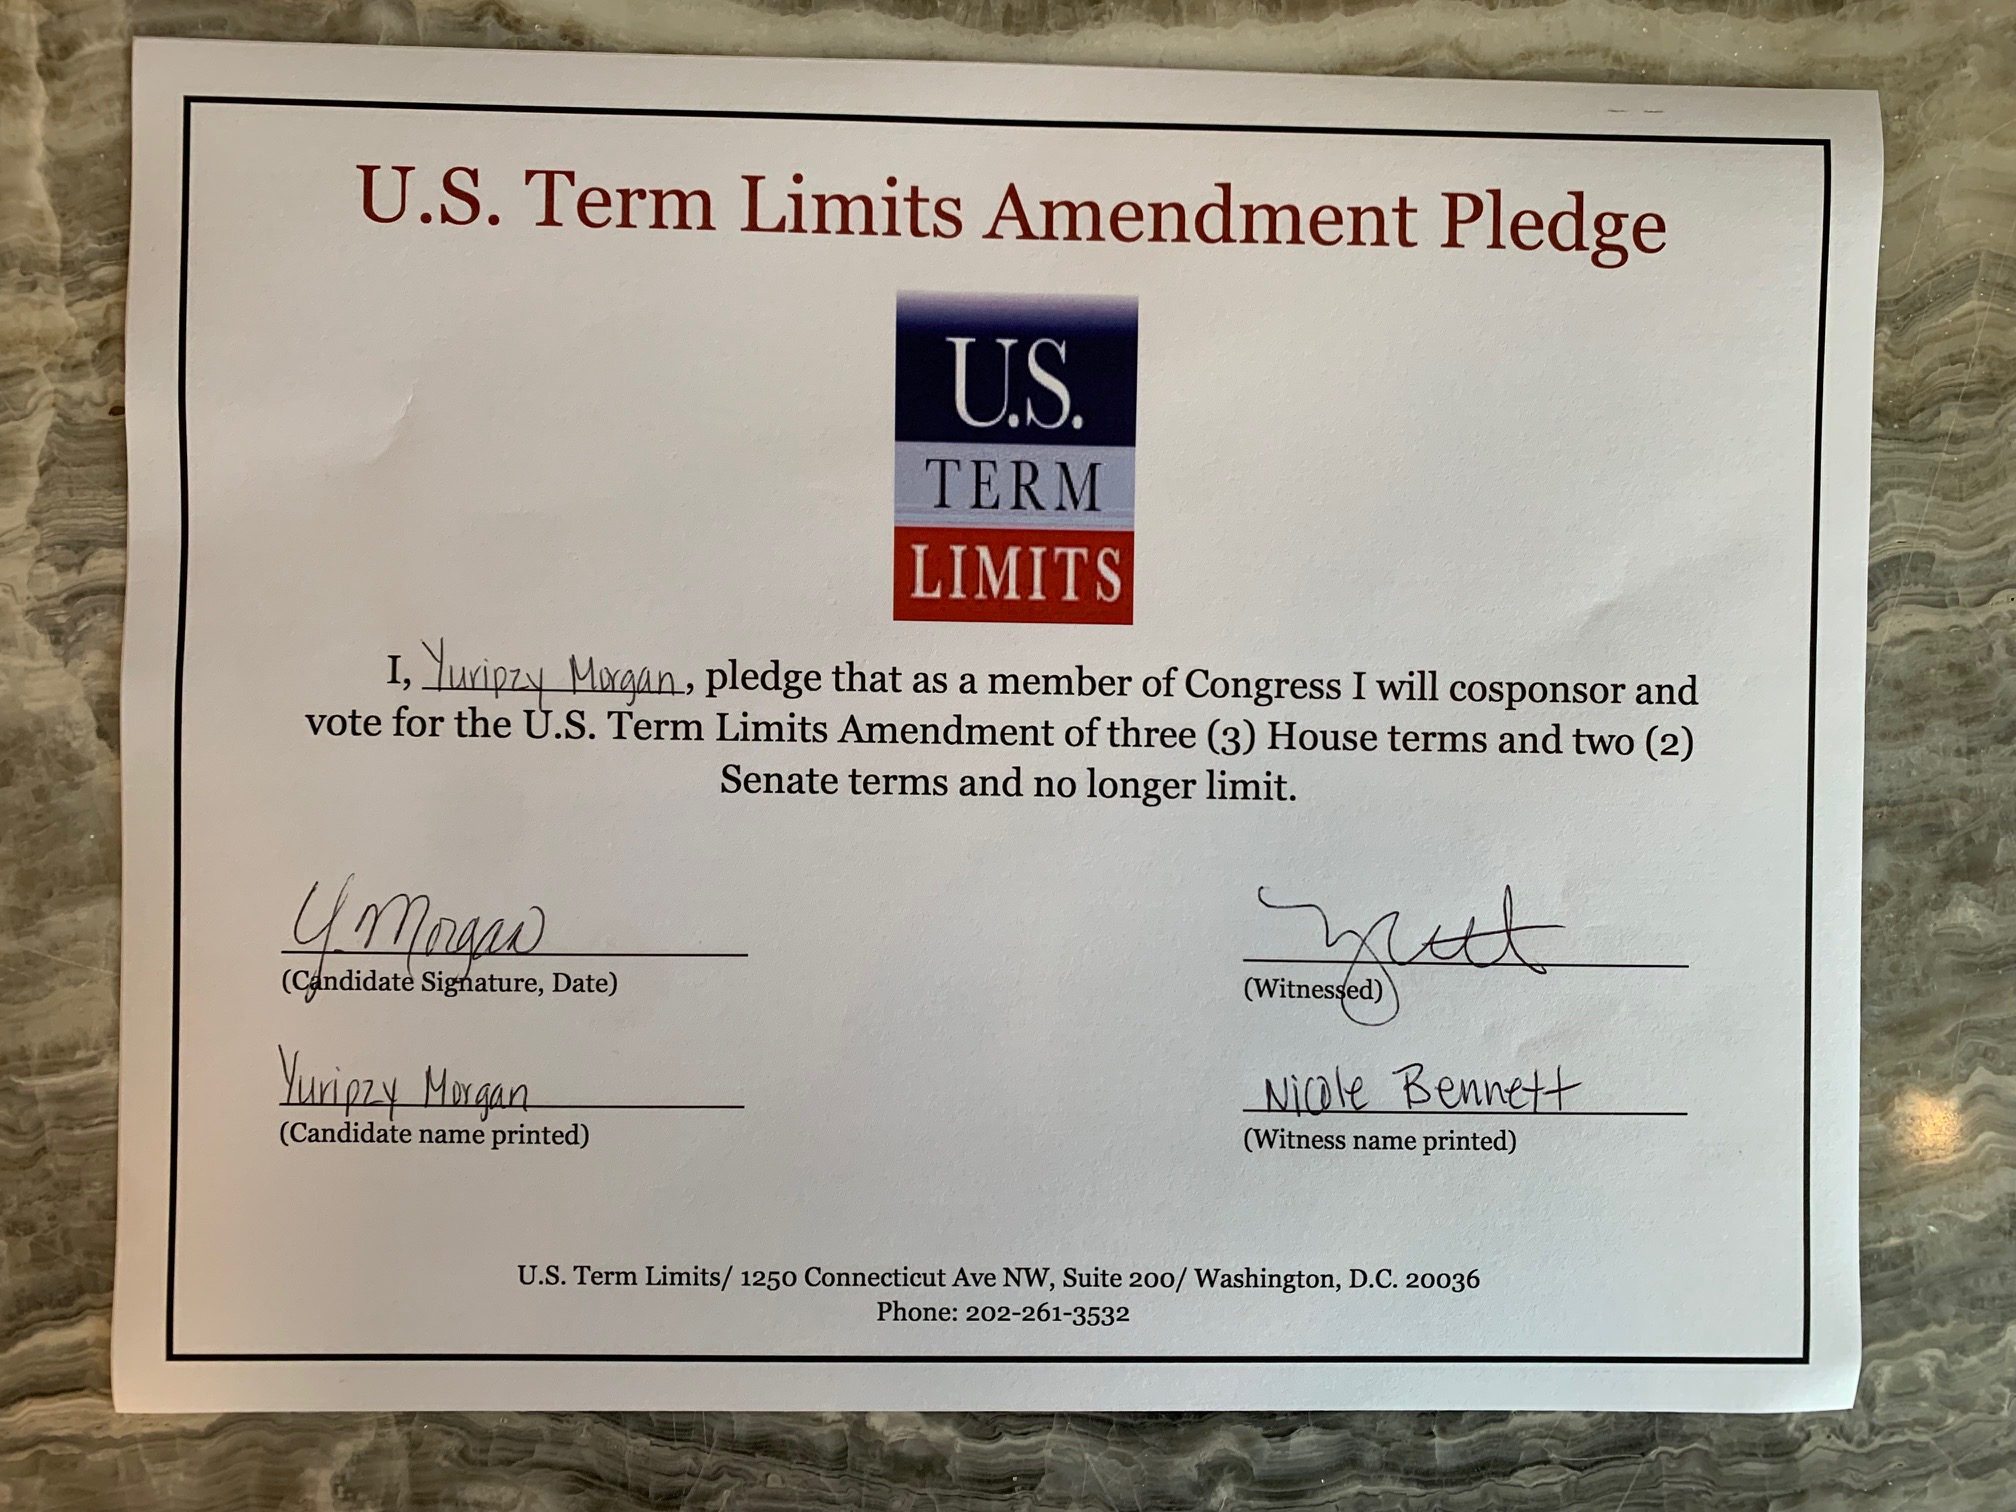 U.S. Term Limits Amendment Pledge
U.S.
TERM
LIMITS
I, Yuripzy Morgan, pledge that as a member of Congress I will cosponsor and
vote for the U.S. Term Limits Amendment of three (3) House terms and two (2)
Senate terms and no longer limit.
Y. Morgan
(Candidate Signature, Date)
(Witnessed)
Yuripzy Morgan
(Candidate name printed)
Nicole Bennett
(Witness name printed)
U.S. Term Limits/ 1250 Connecticut Ave NW, Suite 200/ Washington, D.C. 20036
Phone: 202-261-3532